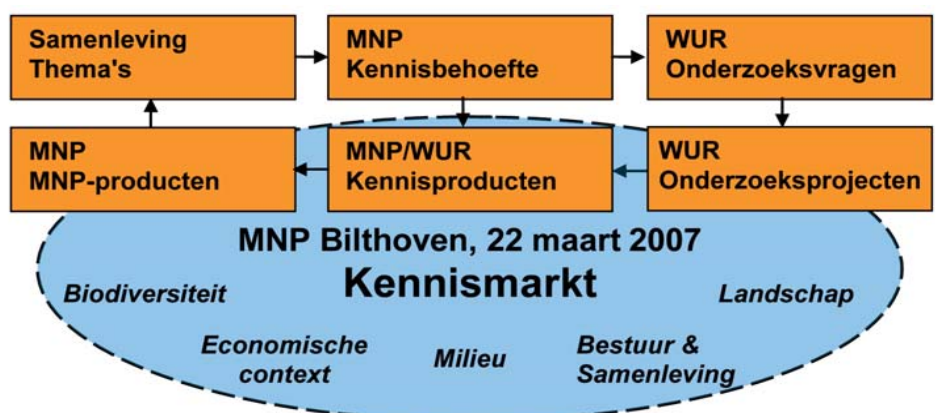 Samenleving
Thema's
MNP
Kennisbehoefte
WUR
Onderzoeksvragen
MNP
MNP-producten
MNP/WUR
Kennisproducten
WUR
Onderzoeksprojecten
MNP Bilthoven, 22 maart 2007
Kennismarkt
Biodiversiteit
Landschap
Economische
context
Milieu
Bestuur &
Samenleving